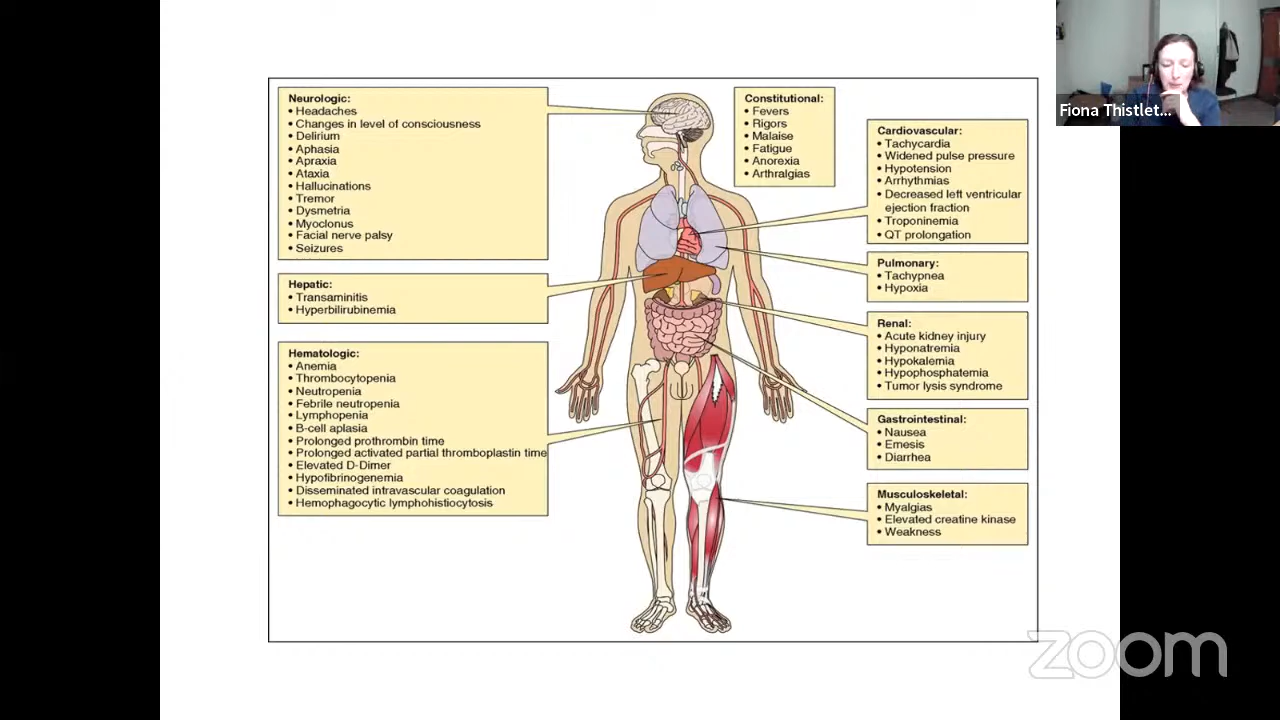 Neurologic:
• Headaches
• Changes in level of consciousness
• Delirium
• Aphasia
• Apraxia
• Ataxia
• Hallucinations
• Tremor
• Dysmetria
• Myoclonus
• Facial nerve palsy
• Seizures
Hepatic:
• Transaminitis
• Hyperbilirubinemia
Hematologic:
• Anemia
• Thrombocytopenia
• Neutropenia
• Febrile neutropenia
• Lymphopenia
• B-cell aplasia
• Prolonged prothrombin time
• Prolonged activated partial thromboplastin time
• Elevated D-Dimer
• Hypofibrinogenemia
• Disseminated intravascular coagulation
• Hemophagocytic lymphohistiocytosis
Constitutional:
• Fevers
• Rigors
• Malaise
• Fatigue
• Anorexia
• Arthralgias
Cardiovascular:
• Tachycardia
• Widened pulse pressure
• Hypotension
• Arrhythmias
• Decreased left ventricular
ejection fraction
• Troponinemia
• QT prolongation
Pulmonary:
• Tachypnea
• Hypoxia
Renal:
• Acute kidney injury
• Hyponatremia
• Hypokalemia
• Hypophosphatemia
• Tumor lysis syndrome
Gastrointestinal:
• Nausea
• Emesis
• Diarrhea
Musculoskeletal:
• Myalgias
• Elevated creatine kinase
• Weakness
Fiona Thistlet...
zoom